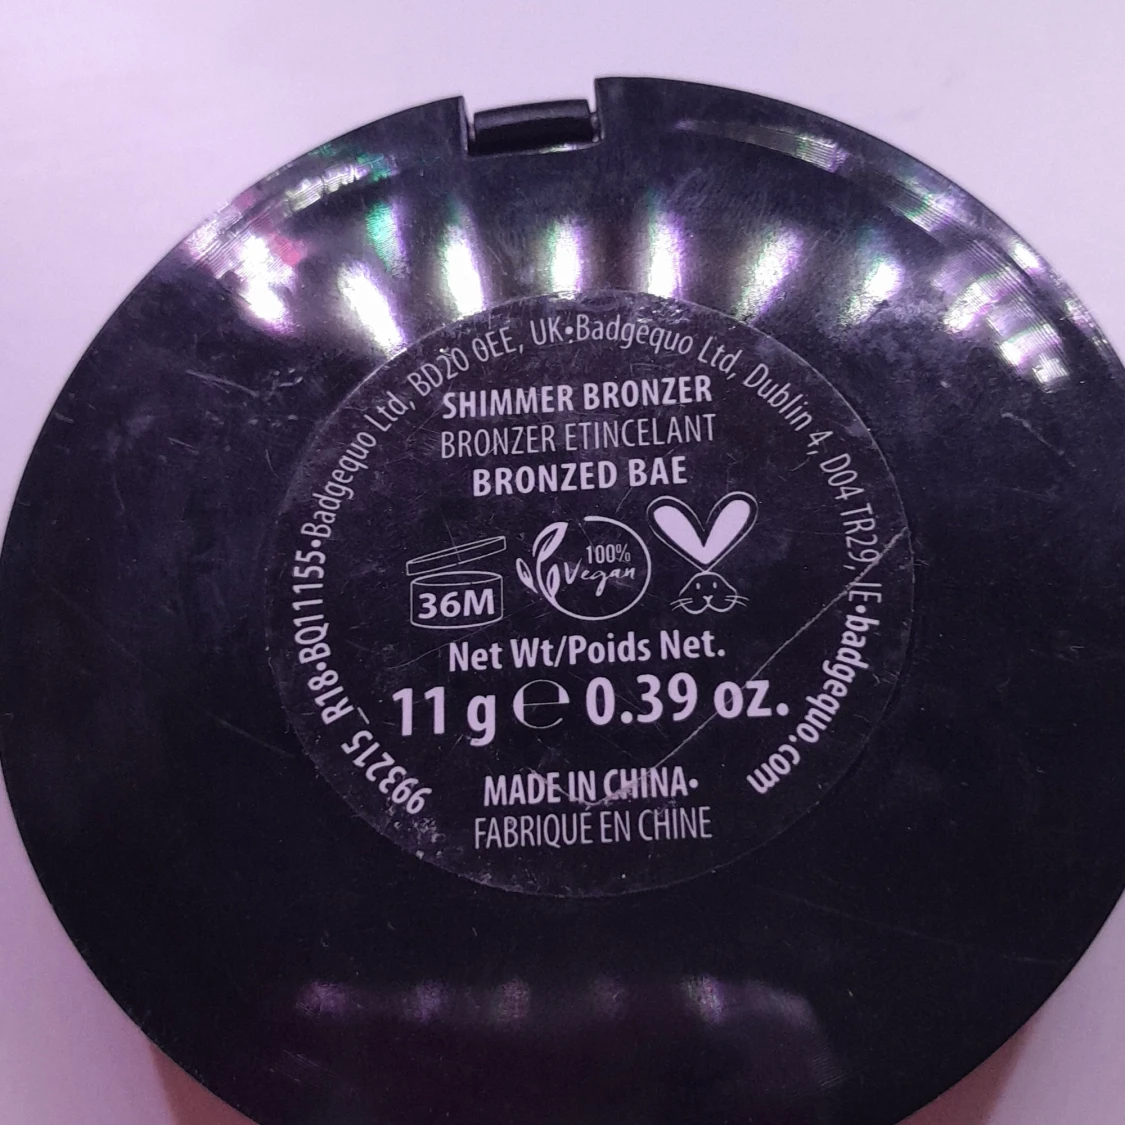 993215_R18•BQ11155•Badgequo Ltd, BD20 0EE, UK•Badgequo Ltd, Dublin 4, D04 TR29, IE•badgequo.com
SHIMMER BRONZER
BRONZER ETINCELANT
BRONZED BAE
36M
100%
Vegan
Net Wt/Poids Net.
11 g ℮ 0.39 oz.
MADE IN CHINA•
FABRIQUÉ EN CHINE